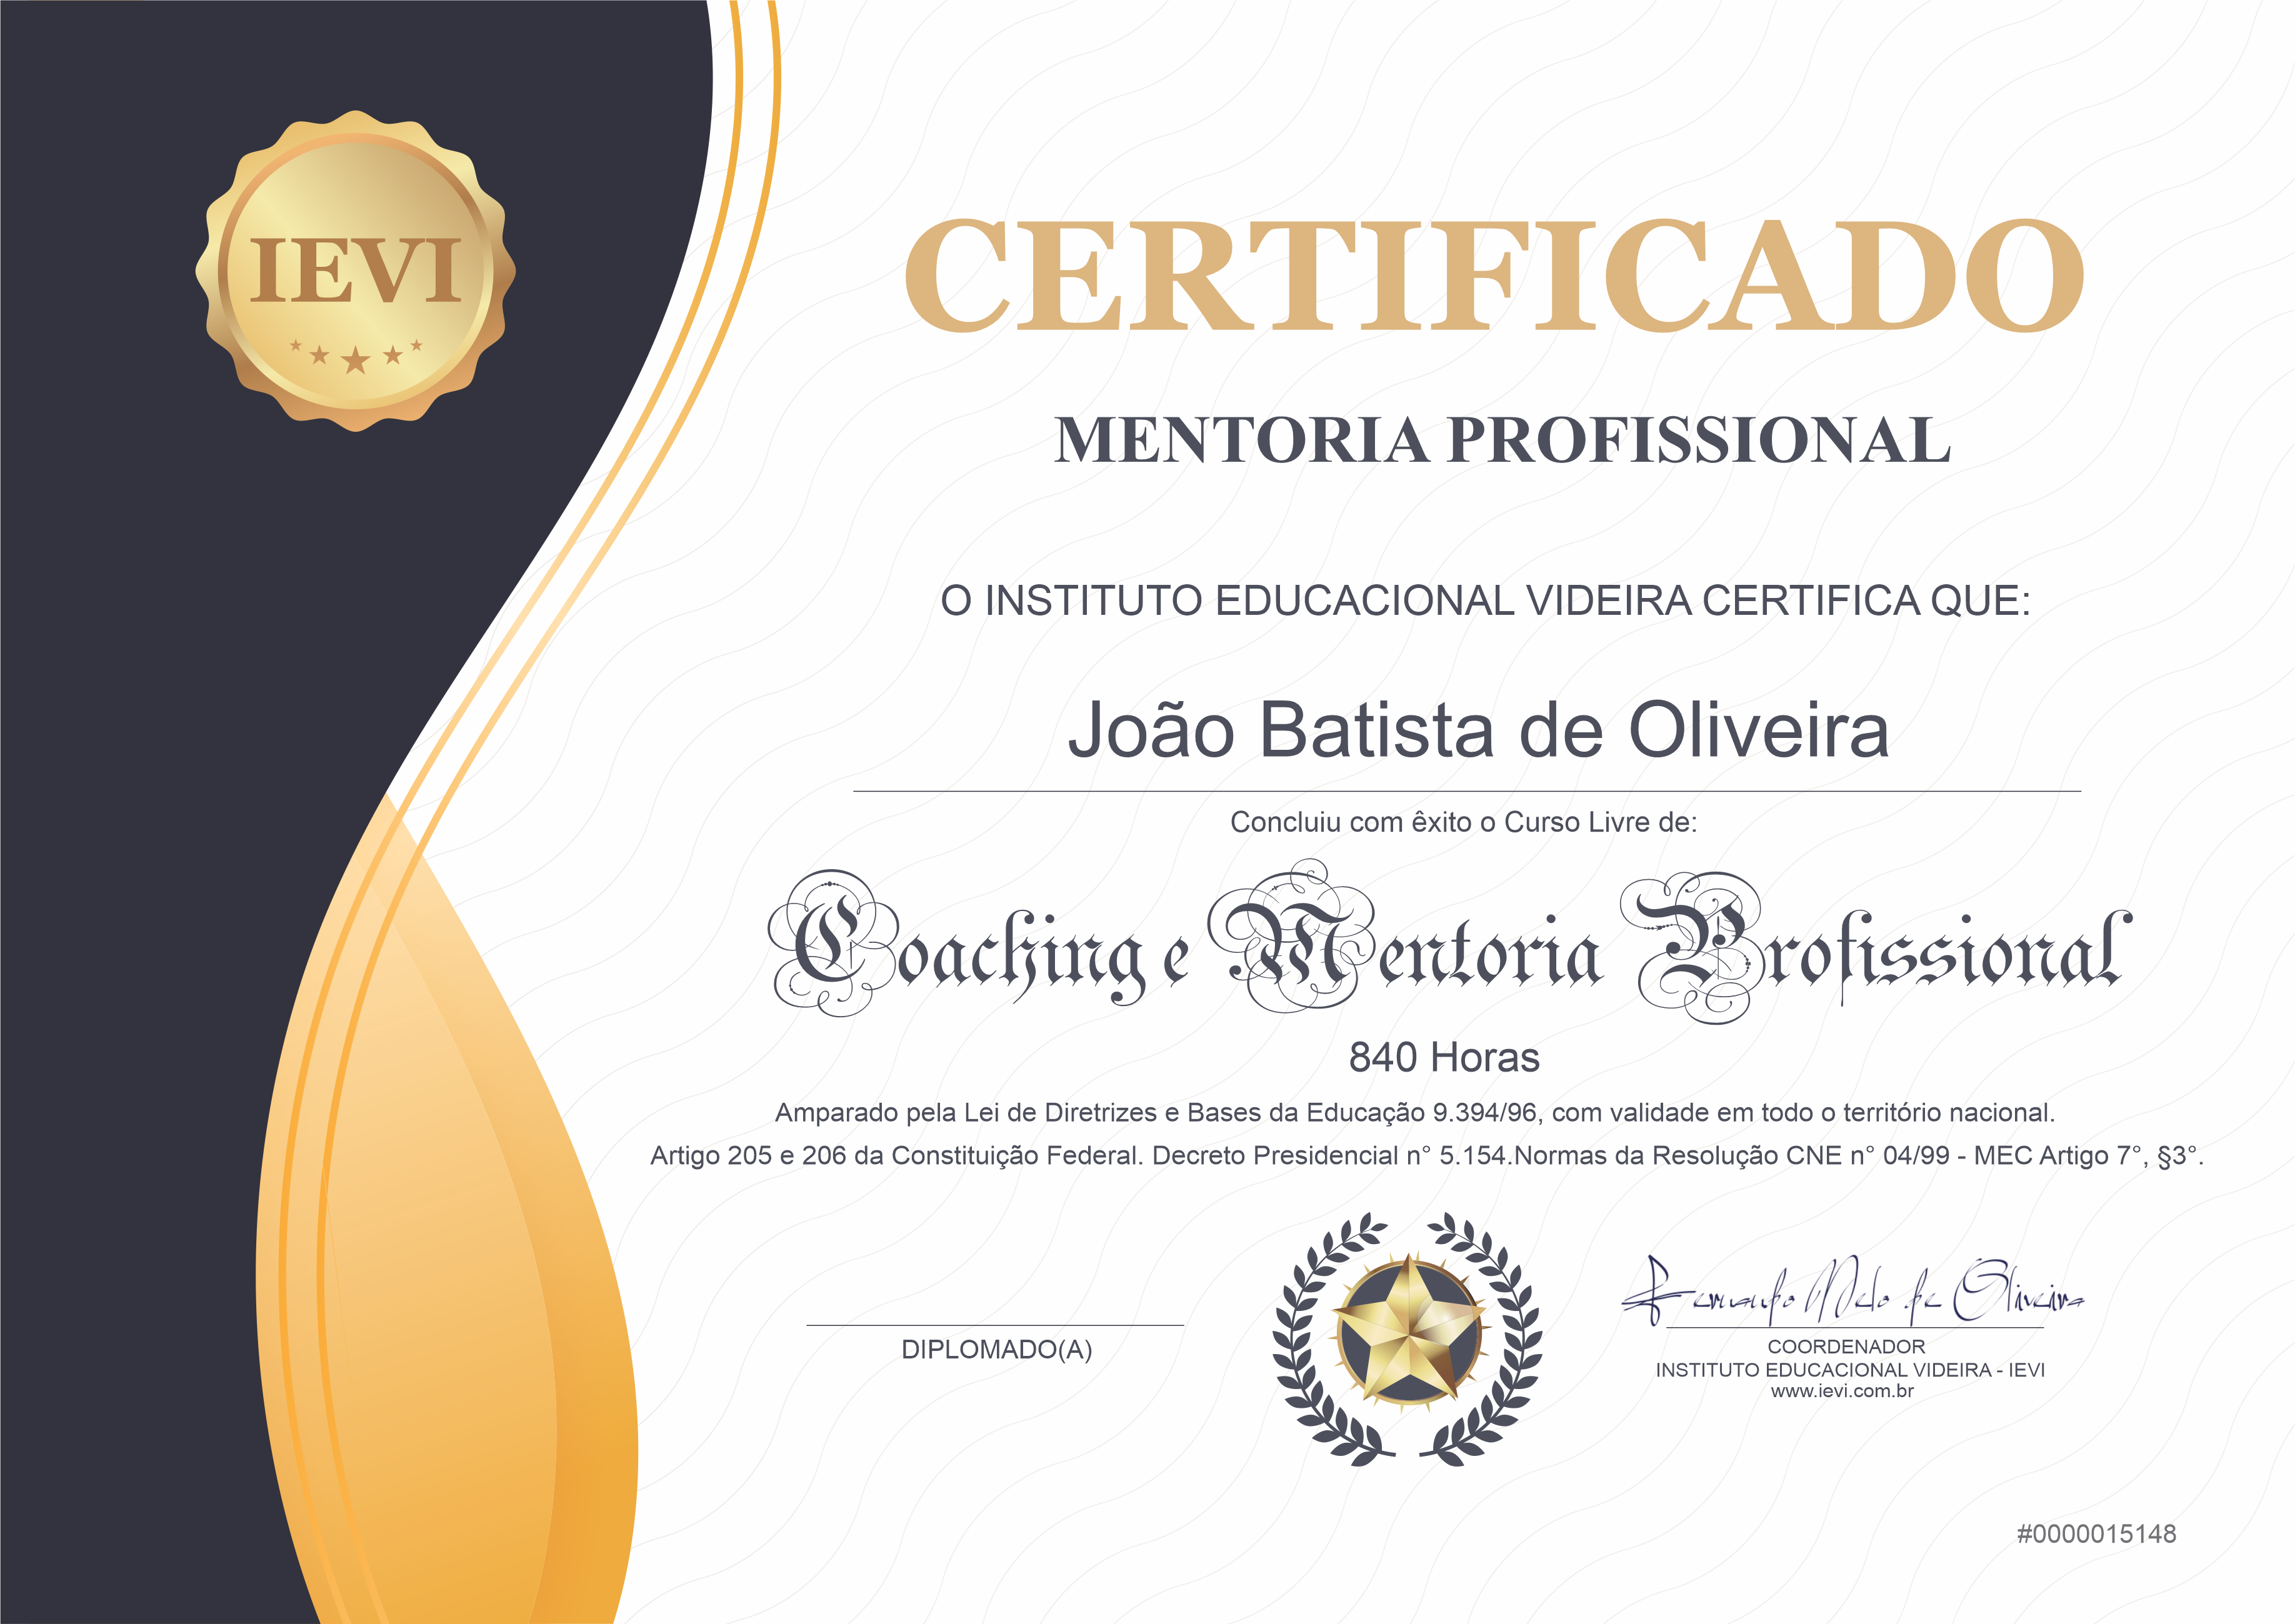 IEVI
CERTIFICADO
MENTORIA PROFISSIONAL
O INSTITUTO EDUCACIONAL VIDEIRA CERTIFICA QUE:
João Batista de Oliveira
Concluiu com êxito o Curso Livre de:
Coaching e Mentoria Profissional
840 Horas
Amparado pela Lei de Diretrizes e Bases da Educação 9.394/96, com validade em todo o território nacional.
Artigo 205 e 206 da Constituição Federal. Decreto Presidencial n° 5.154.Normas da Resolução CNE n° 04/99 - MEC Artigo 7°, §3°.
Fernando Melo de Oliveira
DIPLOMADO(A)
COORDENADOR
INSTITUTO EDUCACIONAL VIDEIRA - IEVI
www.ievi.com.br
#0000015148